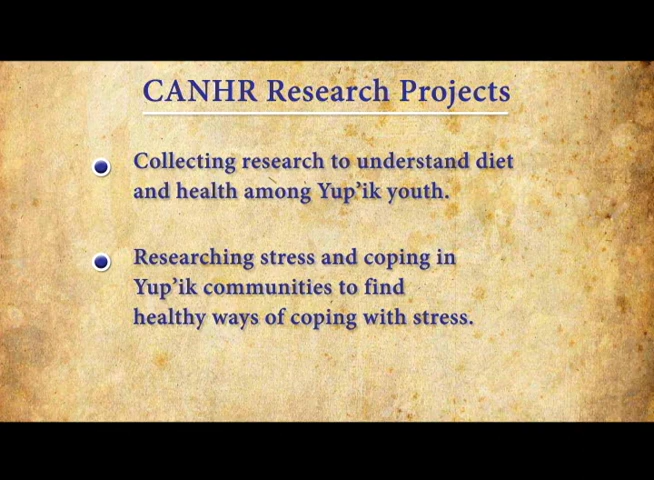 CANHR Research Projects
Collecting research to understand diet
and health among Yup’ik youth.
Researching stress and coping in
Yup’ik communities to find
healthy ways of coping with stress.